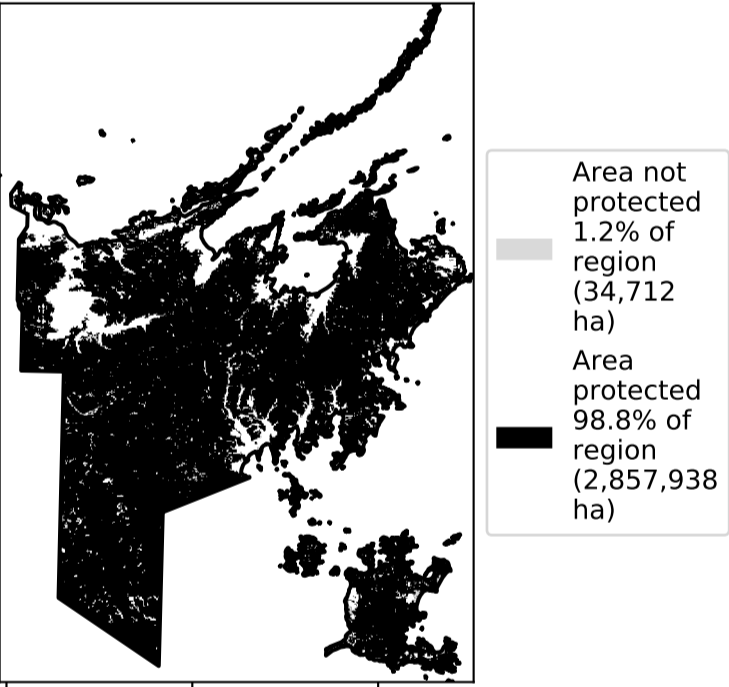 Area not
protected
1.2% of
region
(34,712
ha)
Area
protected
98.8% of
region
(2,857,938
ha)